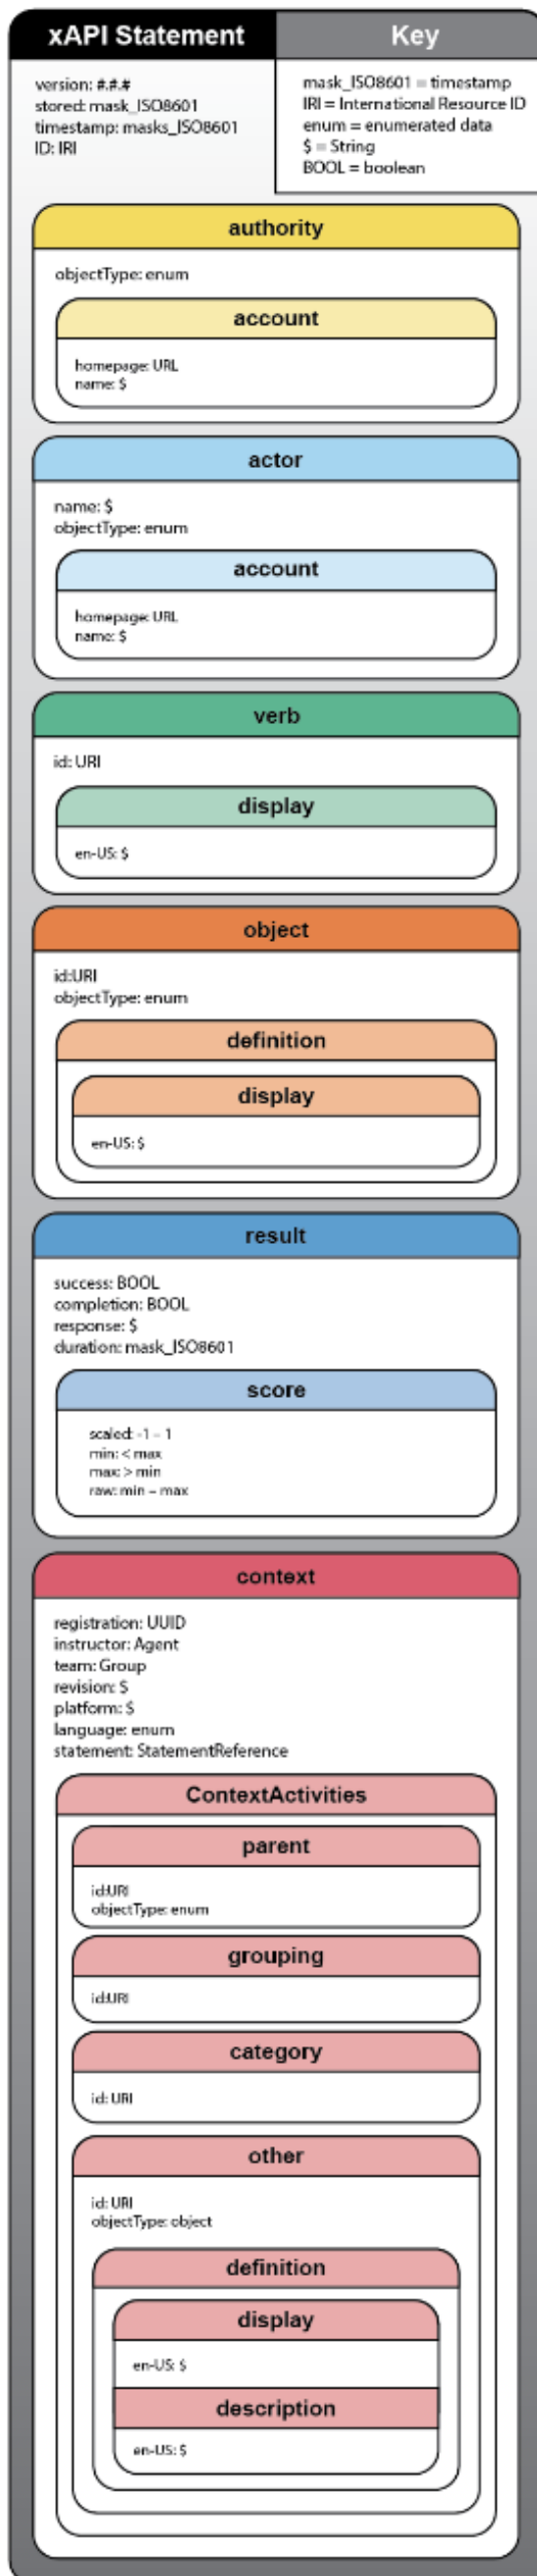 xAPI Statement
Key
version: #.#.#
stored: mask_ISO8601
timestamp: masks_ISO8601
ID: IRI
mask_ISO8601 = timestamp
IRI = International Resource ID
enum = enumerated data
$ = String
BOOL = boolean
authority
objectType: enum
account
homepage: URL
name: $
actor
name: $
objectType: enum
account
homepage: URL
name: $
verb
id: URI
display
en-US: $
object
id:URI
objectType: enum
definition
display
en-US: $
result
success: BOOL
completion: BOOL
response: $
duration: mask_ISO8601
score
scaled: -1 – 1
min: < max
max: > min
raw: min – max
context
registration: UUID
instructor: Agent
team: Group
revision: $
platform: $
language: enum
statement: StatementReference
ContextActivities
parent
id:URI
objectType: enum
grouping
id:URI
category
id: URI
other
id: URI
objectType: object
definition
display
en-US: $
description
en-US: $